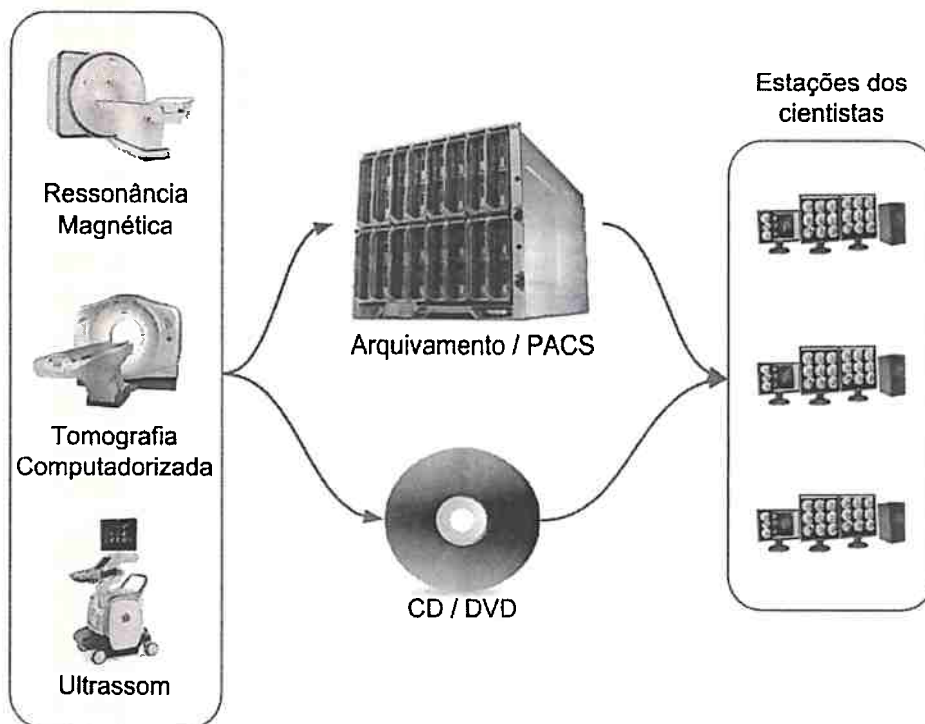 Ressonância
Magnética
Tomografia
Computadorizada
Ultrassom
Arquivamento / PACS
CD / DVD
Estações dos
cientistas